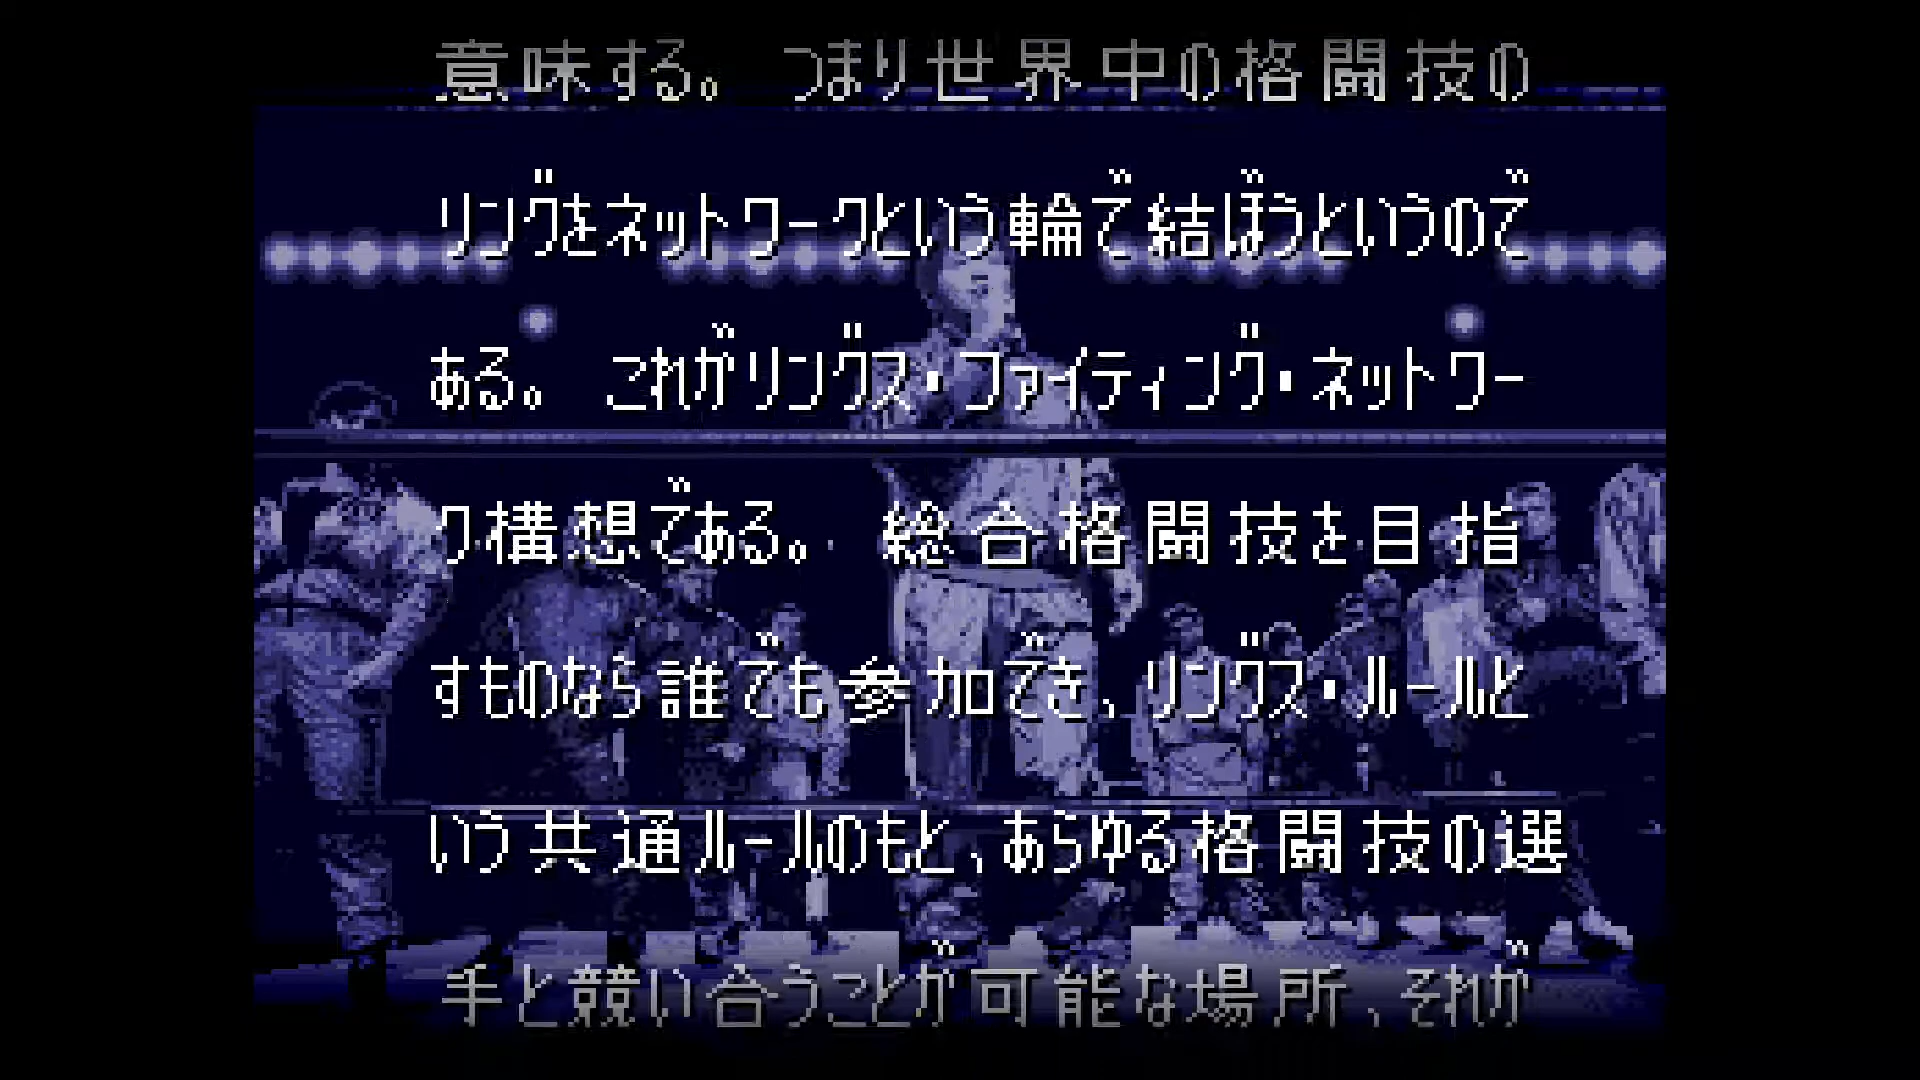 意味する。 つまり世界中の格闘技の
リングをネットワークという輪で結ぼうというので
ある。 これがリングス・ファイティング・ネットワー
ク構想である。 総合格闘技を目指
すものなら誰でも参加でき、リングス・ルールと
いう共通ルールのもと、あらゆる格闘技の選
手と競い合うことが可能な場所、それが